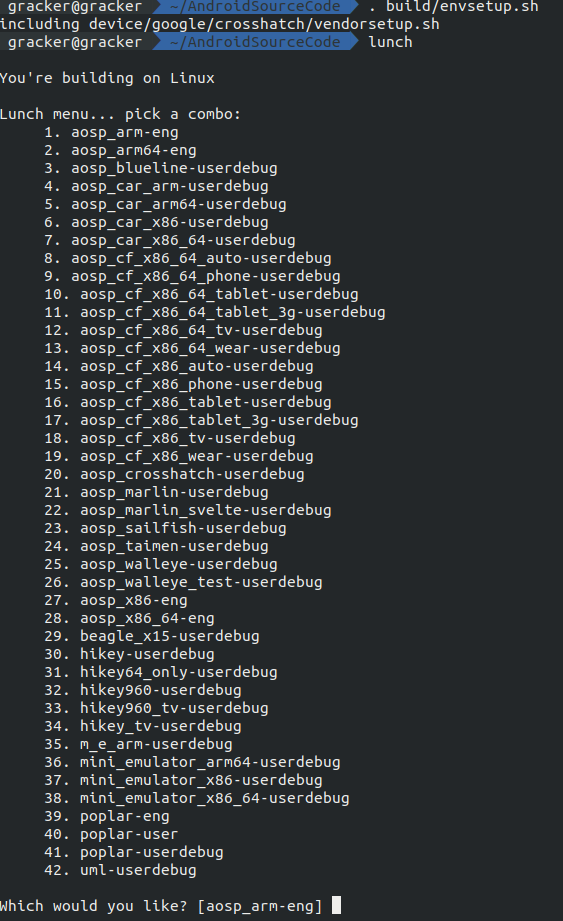 gracker@gracker ~/AndroidSourceCode . build/envsetup.sh
including device/google/crosshatch/vendorsetup.sh
gracker@gracker ~/AndroidSourceCode lunch
You're building on Linux
Lunch menu... pick a combo:
1. aosp_arm-eng
2. aosp_arm64-eng
3. aosp_blueline-userdebug
4. aosp_car_arm-userdebug
5. aosp_car_arm64-userdebug
6. aosp_car_x86-userdebug
7. aosp_car_x86_64-userdebug
8. aosp_cf_x86_64_auto-userdebug
9. aosp_cf_x86_64_phone-userdebug
10. aosp_cf_x86_64_tablet-userdebug
11. aosp_cf_x86_64_tablet_3g-userdebug
12. aosp_cf_x86_64_tv-userdebug
13. aosp_cf_x86_64_wear-userdebug
14. aosp_cf_x86_auto-userdebug
15. aosp_cf_x86_phone-userdebug
16. aosp_cf_x86_tablet-userdebug
17. aosp_cf_x86_tablet_3g-userdebug
18. aosp_cf_x86_tv-userdebug
19. aosp_cf_x86_wear-userdebug
20. aosp_crosshatch-userdebug
21. aosp_marlin-userdebug
22. aosp_marlin_svelte-userdebug
23. aosp_sailfish-userdebug
24. aosp_taimen-userdebug
25. aosp_walleye-userdebug
26. aosp_walleye_test-userdebug
27. aosp_x86-eng
28. aosp_x86_64-eng
29. beagle_x15-userdebug
30. hikey-userdebug
31. hikey64_only-userdebug
32. hikey960-userdebug
33. hikey960_tv-userdebug
34. hikey_tv-userdebug
35. m_e_arm-userdebug
36. mini_emulator_arm64-userdebug
37. mini_emulator_x86-userdebug
38. mini_emulator_x86_64-userdebug
39. poplar-eng
40. poplar-user
41. poplar-userdebug
42. uml-userdebug
Which would you like? [aosp_arm-eng]